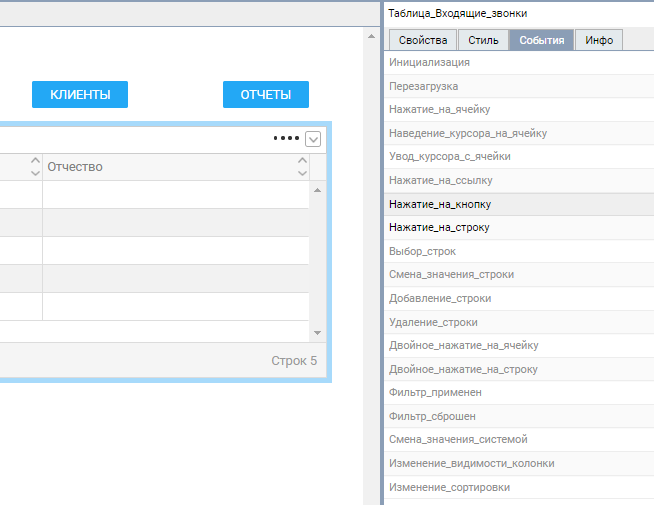 Таблица_Входящие_звонки
Свойства Стиль События Инфо
КЛИЕНТЫ ОТЧЕТЫ
Отчество
Строк 5
Инициализация
Перезагрузка
Нажатие_на_ячейку
Наведение_курсора_на_ячейку
Увод_курсора_с_ячейки
Нажатие_на_ссылку
Нажатие_на_кнопку
Нажатие_на_строку
Выбор_строк
Смена_значения_строки
Добавление_строки
Удаление_строки
Двойное_нажатие_на_ячейку
Двойное_нажатие_на_строку
Фильтр_применен
Фильтр_сброшен
Смена_значения_системой
Изменение_видимости_колонки
Изменение_сортировки